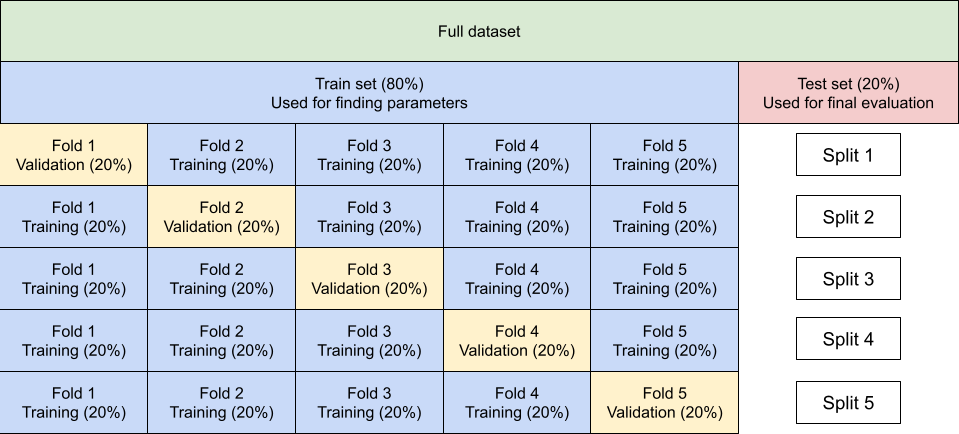 Full dataset
Train set (80%)
Used for finding parameters
Test set (20%)
Used for final evaluation
Fold 1
Validation (20%)
Fold 2
Training (20%)
Fold 3
Training (20%)
Fold 4
Training (20%)
Fold 5
Training (20%)
Split 1
Fold 1
Training (20%)
Fold 2
Validation (20%)
Fold 3
Training (20%)
Fold 4
Training (20%)
Fold 5
Training (20%)
Split 2
Fold 1
Training (20%)
Fold 2
Training (20%)
Fold 3
Validation (20%)
Fold 4
Training (20%)
Fold 5
Training (20%)
Split 3
Fold 1
Training (20%)
Fold 2
Training (20%)
Fold 3
Training (20%)
Fold 4
Validation (20%)
Fold 5
Training (20%)
Split 4
Fold 1
Training (20%)
Fold 2
Training (20%)
Fold 3
Training (20%)
Fold 4
Training (20%)
Fold 5
Validation (20%)
Split 5